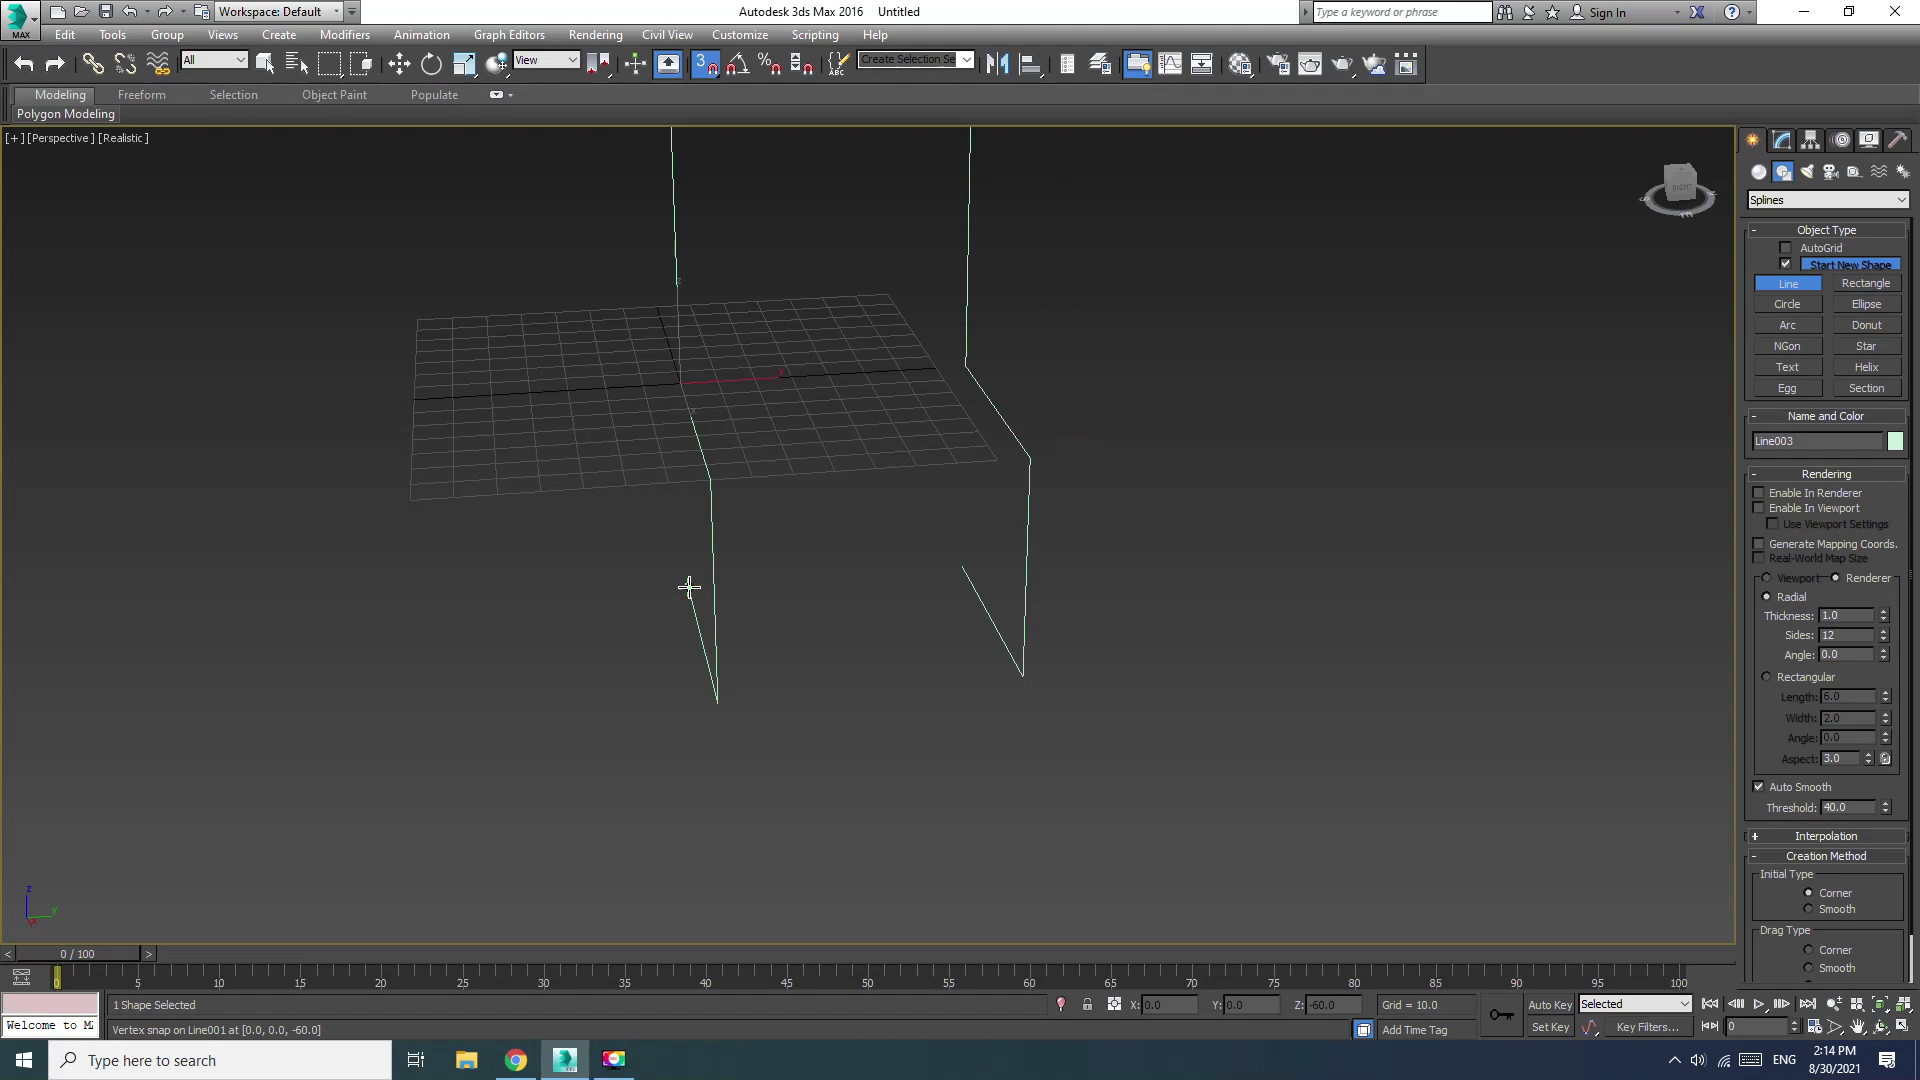 Workspace: Default
Autodesk 3ds Max 2016 Untitled
Type a keyword or phrase
Sign In
MAX
Edit Tools Group Views Create Modifiers Animation Graph Editors Rendering Civil View Customize Scripting Help
All
View
3
ABC
Create Selection Se
Modeling Freeform Selection Object Paint Populate
Polygon Modeling
[+] [Perspective] [Realistic]
RIGHT
Splines
Object Type
AutoGrid
Start New Shape
Line Rectangle
Circle Ellipse
Arc Donut
NGon Star
Text Helix
Egg Section
Name and Color
Line003
Rendering
Enable In Renderer
Enable In Viewport
Use Viewport Settings
Generate Mapping Coords.
Real-World Map Size
Viewport Renderer
Radial
Thickness: 1.0
Sides: 12
Angle: 0.0
Rectangular
Length: 6.0
Width: 2.0
Angle: 0.0
Aspect: 3.0
Auto Smooth
Threshold: 40.0
Interpolation
Creation Method
Initial Type
Corner
Smooth
Drag Type
Corner
Smooth
z
y
x
z
y
x
< 0 / 100 >
0 5 10 15 20 25 30 35 40 45 50 55 60 65 70 75 80 85 90 95 100
1 Shape Selected
X: 0.0 Y: 0.0 Z: -60.0 Grid = 10.0
Auto Key Selected
Welcome to M
Vertex snap on Line001 at [0.0, 0.0, -60.0]
Add Time Tag
Set Key Key Filters...
0
Type here to search
ENG
2:14 PM
8/30/2021